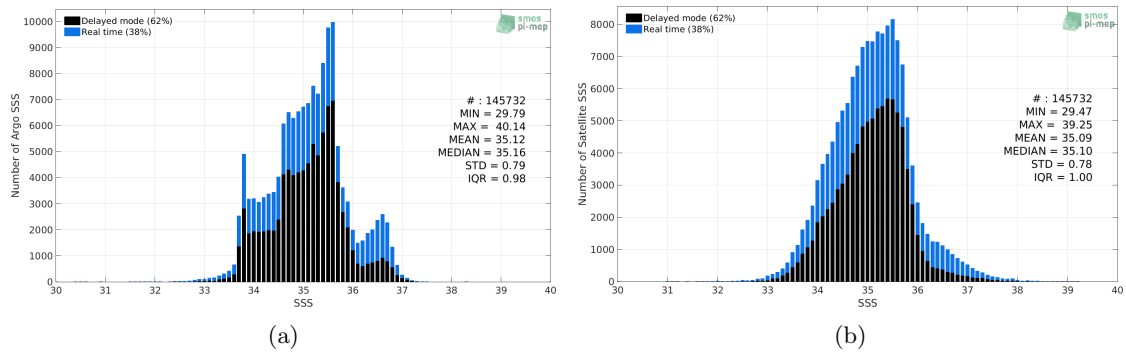 Delayed mode (62%)
Real time (38%)
smos
pi-mep
10000
9000
8000
7000
6000
5000
4000
3000
2000
1000
0
Number of Argo SSS
# : 145732
MIN = 29.79
MAX = 40.14
MEAN = 35.12
MEDIAN = 35.16
STD = 0.79
IQR = 0.98
30 31 32 33 34 35 36 37 38 39 40
SSS
(a)
Delayed mode (62%)
Real time (38%)
smos
pi-mep
8000
7000
6000
5000
4000
3000
2000
1000
0
Number of Satellite SSS
# : 145732
MIN = 29.47
MAX = 39.25
MEAN = 35.09
MEDIAN = 35.10
STD = 0.78
IQR = 1.00
30 31 32 33 34 35 36 37 38 39 40
SSS
(b)